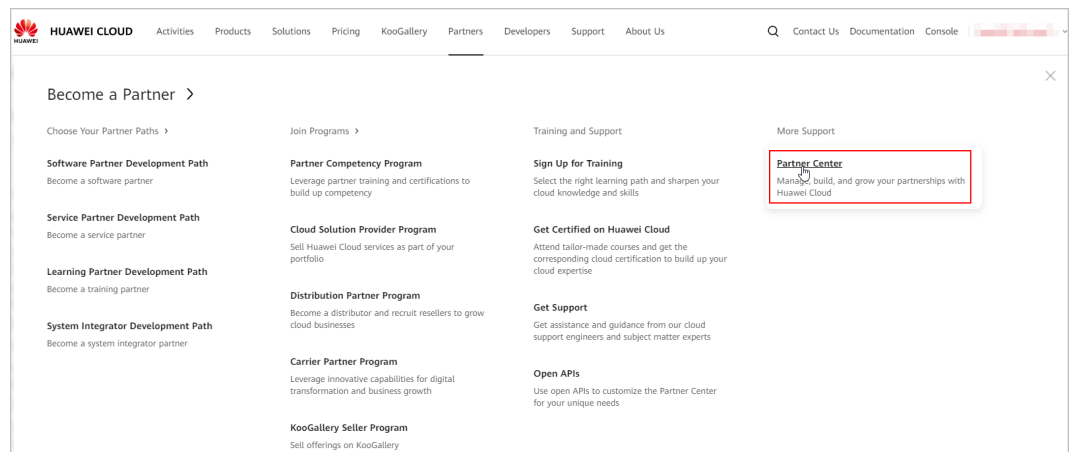 HUAWEI
HUAWEI CLOUD Activities Products Solutions Pricing KooGallery Partners Developers Support About Us Contact Us Documentation Console
Become a Partner >
Choose Your Partner Paths >
Software Partner Development Path
Become a software partner
Service Partner Development Path
Become a service partner
Learning Partner Development Path
Become a training partner
System Integrator Development Path
Become a system integrator partner
Join Programs >
Partner Competency Program
Leverage partner training and certifications to
build up competency
Cloud Solution Provider Program
Sell Huawei Cloud services as part of your
portfolio
Distribution Partner Program
Become a distributor and recruit resellers to grow
cloud businesses
Carrier Partner Program
Leverage innovative capabilities for digital
transformation and business growth
KooGallery Seller Program
Sell offerings on KooGallery
Training and Support
Sign Up for Training
Select the right learning path and sharpen your
cloud knowledge and skills
Get Certified on Huawei Cloud
Attend tailor-made courses and get the
corresponding cloud certification to build up your
cloud expertise
Get Support
Get assistance and guidance from our cloud
support engineers and subject matter experts
Open APIs
Use open APIs to customize the Partner Center
for your unique needs
More Support
Partner Center
Manage, build, and grow your partnerships with
Huawei Cloud